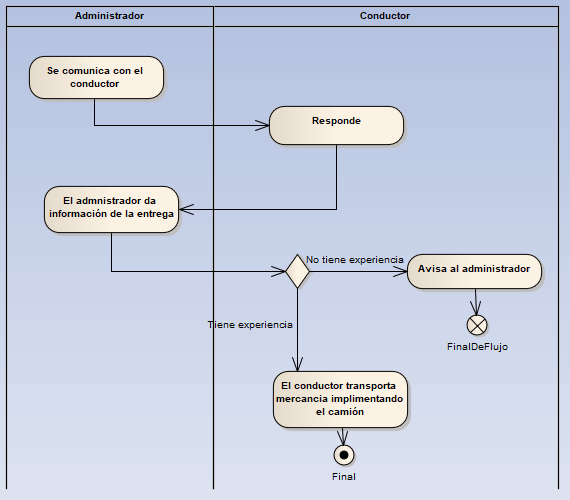 Administrador
Conductor
Se comunica con el
conductor
Responde
El admnistrador da
información de la entrega
No tiene experiencia
Avisa al administrador
FinalDeFlujo
Tiene experiencia
El conductor transporta
mercancia implimentando
el camión
Final